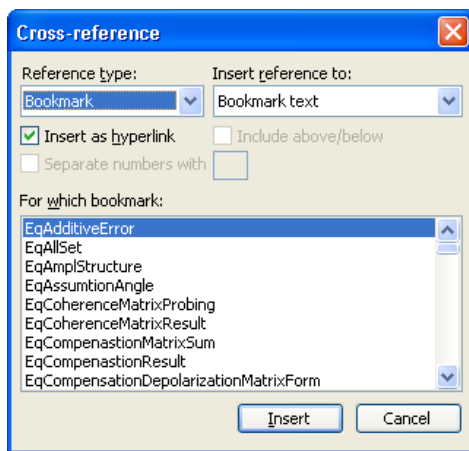 Cross-reference
Reference type: Insert reference to:
Bookmark Bookmark text
Insert as hyperlink Include above/below
Separate numbers with
For which bookmark:
EqAdditiveError
EqAllSet
EqAmplStructure
EqAssumtionAngle
EqCoherenceMatrixProbing
EqCoherenceMatrixResult
EqCompenastionMatrixSum
EqCompenastionResult
EqCompensationDepolarizationMatrixForm
Insert Cancel